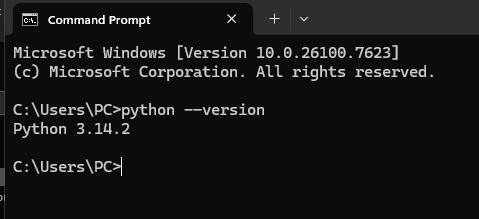 Command Prompt
Microsoft Windows [Version 10.0.26100.7623]
(c) Microsoft Corporation. All rights reserved.
C:\Users\PC>python --version
Python 3.14.2
C:\Users\PC>